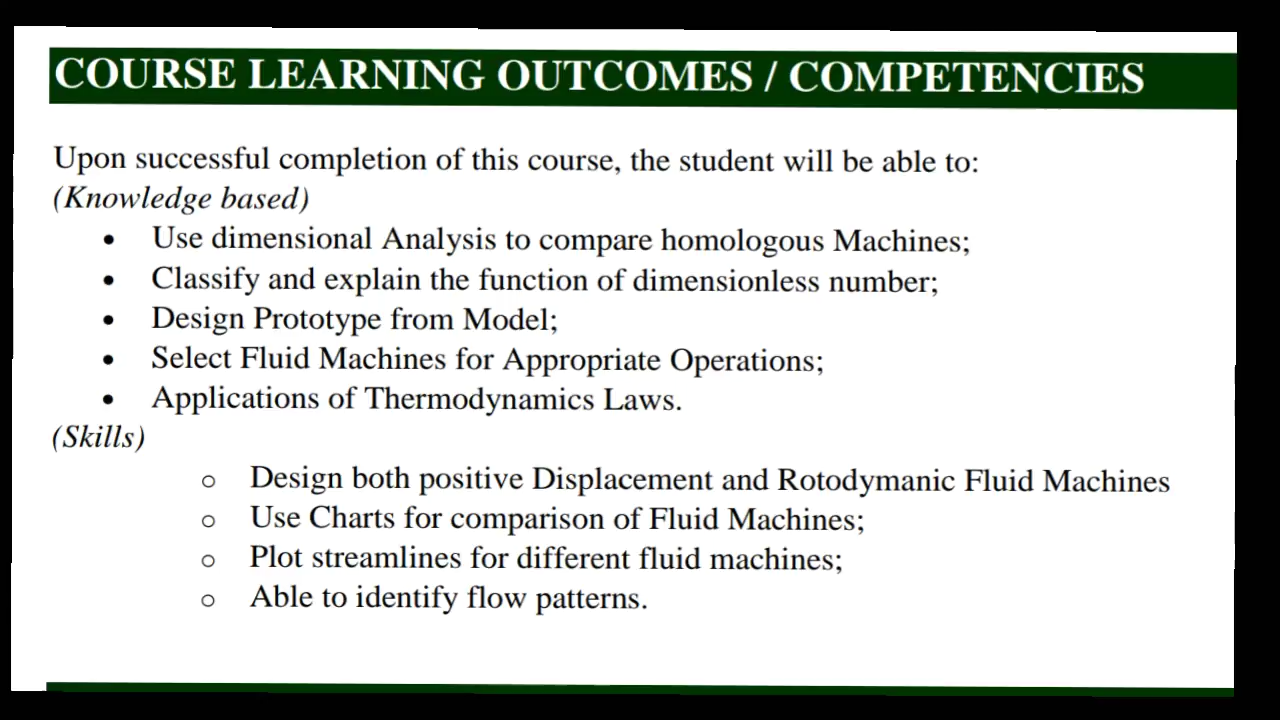 COURSE LEARNING OUTCOMES / COMPETENCIES
Upon successful completion of this course, the student will be able to:
(Knowledge based)
• Use dimensional Analysis to compare homologous Machines;
• Classify and explain the function of dimensionless number;
• Design Prototype from Model;
• Select Fluid Machines for Appropriate Operations;
• Applications of Thermodynamics Laws.
(Skills)
o Design both positive Displacement and Rotodymanic Fluid Machines
o Use Charts for comparison of Fluid Machines;
o Plot streamlines for different fluid machines;
o Able to identify flow patterns.